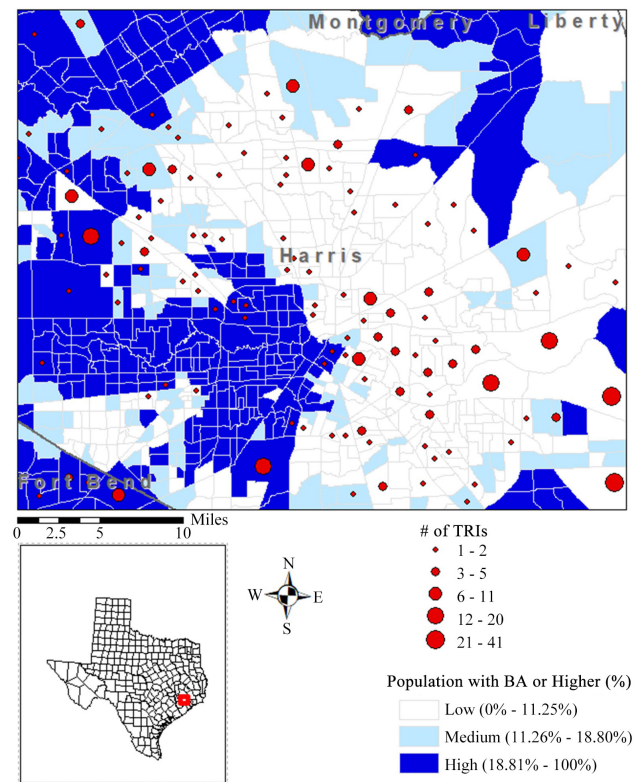 Montgomery
Liberty
Harris
Fort Bend
0 2.5 5 10 Miles
N
W E
S
# of TRIs
1 - 2
3 - 5
6 - 11
12 - 20
21 - 41
Population with BA or Higher (%)
Low (0% - 11.25%)
Medium (11.26% - 18.80%)
High (18.81% - 100%)